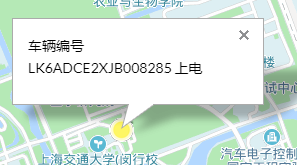 农业与生物学院
车辆编号
LK6ADCE2XJB008285 上电
楼
试中心
上海交通大学(闵行校
汽车电子控制